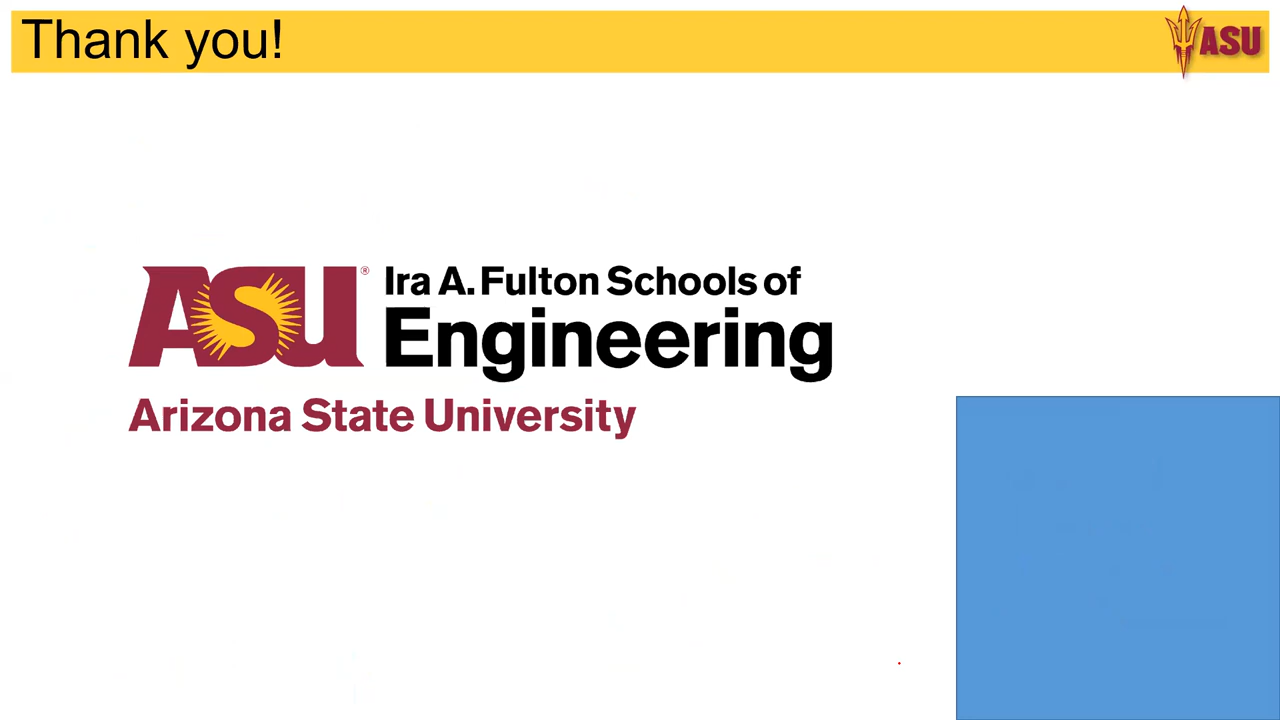 Thank you!
ASU
ASU®
Ira A. Fulton Schools of
Engineering
Arizona State University